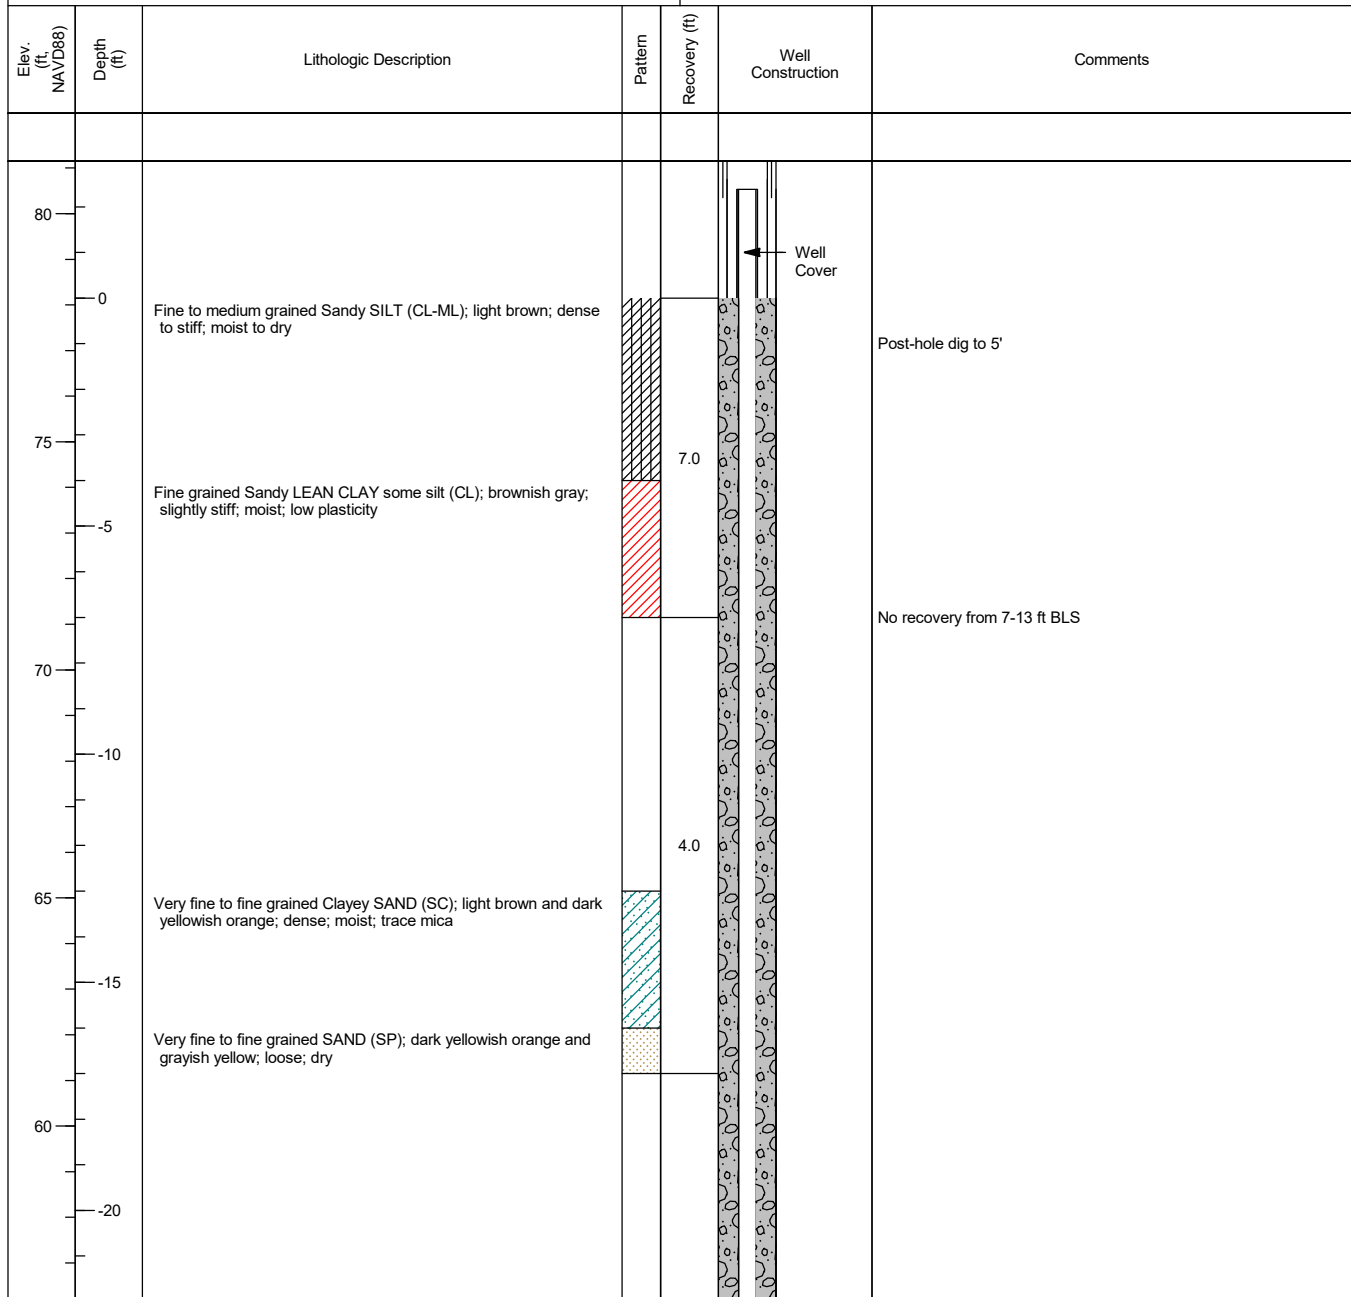 Elev.
(ft,
NAVD88)
Depth
(ft)
Lithologic Description
Pattern
Recovery (ft)
Well
Construction
Comments
80
Well
Cover
0
Fine to medium grained Sandy SILT (CL-ML); light brown; dense
to stiff; moist to dry
Post-hole dig to 5'
75
7.0
Fine grained Sandy LEAN CLAY some silt (CL); brownish gray;
slightly stiff; moist; low plasticity
-5
No recovery from 7-13 ft BLS
70
-10
4.0
65
Very fine to fine grained Clayey SAND (SC); light brown and dark
yellowish orange; dense; moist; trace mica
-15
Very fine to fine grained SAND (SP); dark yellowish orange and
grayish yellow; loose; dry
60
-20